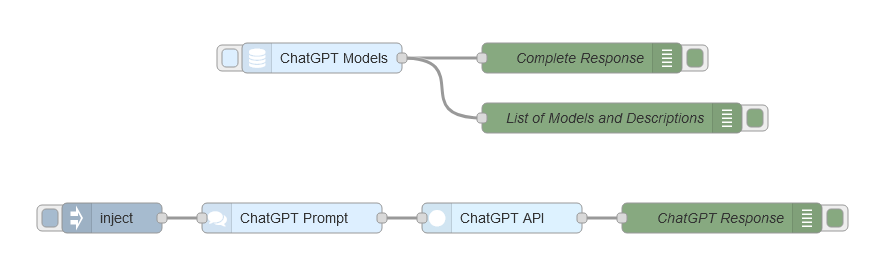 ChatGPT Models
Complete Response
List of Models and Descriptions
inject
ChatGPT Prompt
ChatGPT API
ChatGPT Response